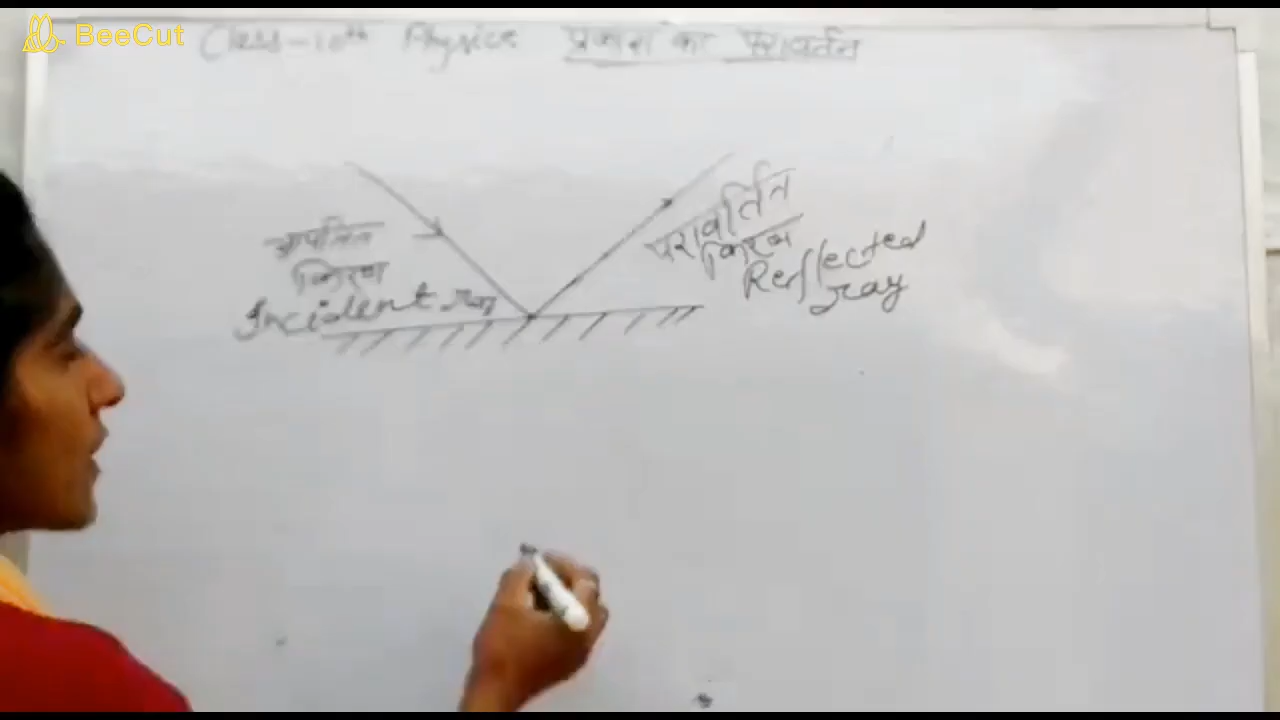 BeeCut
Class-10th Physics प्रकाश का परावर्तन
आपतित
किरण
Incident ray
परावर्तित
किरण
Reflected
ray